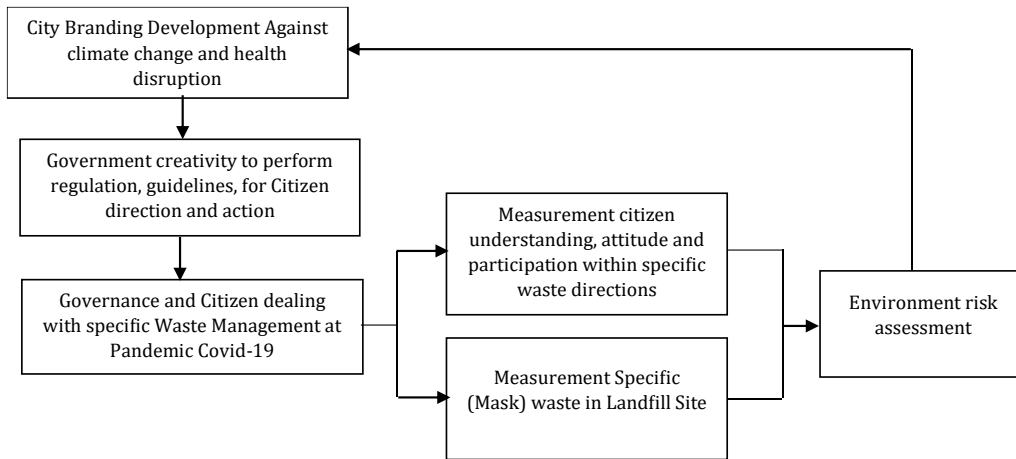 City Branding Development Against
climate change and health
disruption
Government creativity to perform
regulation, guidelines, for Citizen
direction and action
Governance and Citizen dealing
with specific Waste Management at
Pandemic Covid-19
Measurement citizen
understanding, attitude and
participation within specific
waste directions
Measurement Specific
(Mask) waste in Landfill Site
Environment risk
assessment